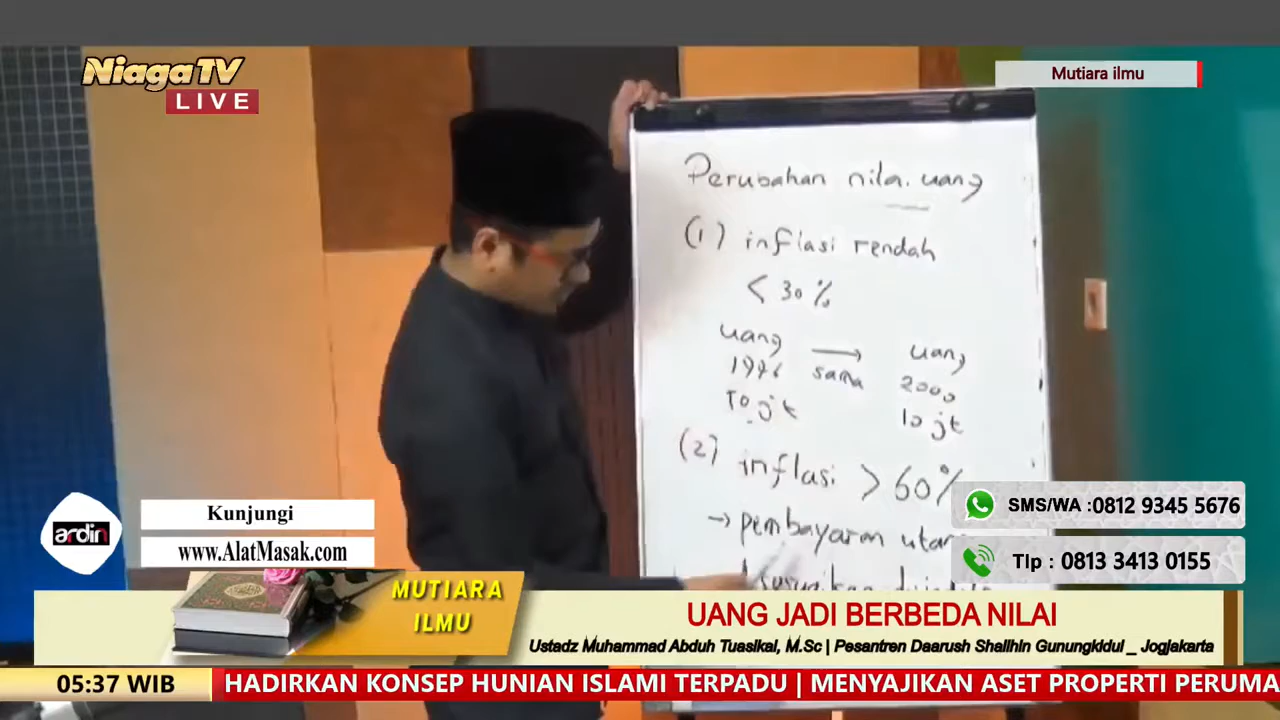 NiagaTV
LIVE
Mutiara ilmu
Perubahan nilai uang
(1) inflasi rendah
< 30%
uang → uang
1996 sama 2000
10 jt 10 jt
(2) inflasi > 60%
→ pembayaran
SMS/WA :0812 9345 5676
Tlp : 0813 3413 0155
ardin
Kunjungi
www.AlatMasak.com
MUTIARA
ILMU
UANG JADI BERBEDA NILAI
Ustadz Muhammad Abduh Tuasikal, M.Sc | Pesantren Daarush Shalihin Gunungkidul _ Jogjakarta
05:37 WIB
HADIRKAN KONSEP HUNIAN ISLAMI TERPADU | MENYAJIKAN ASET PROPERTI PERUMA